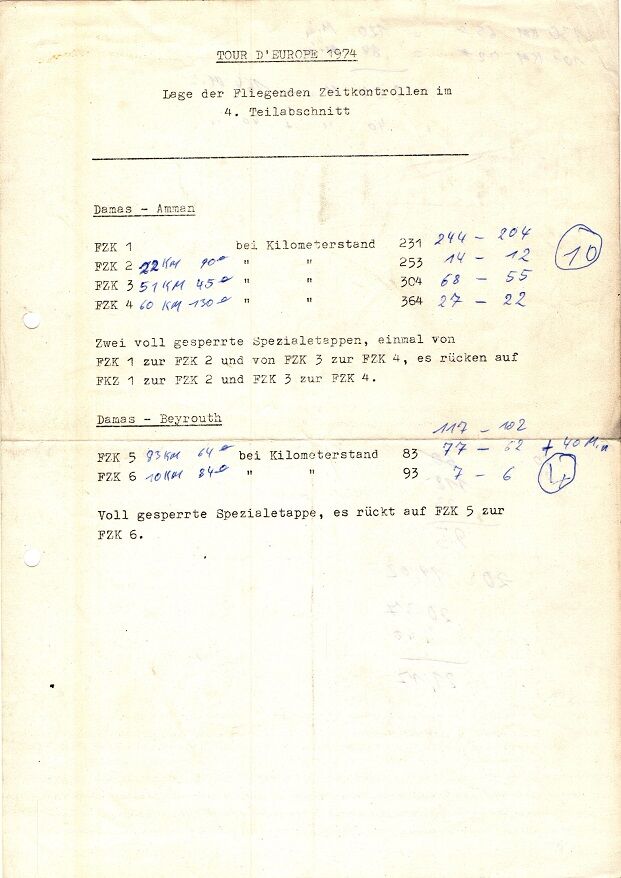 TOUR D'EUROPE 1974
Lage der Fliegenden Zeitkontrollen im
4. Teilabschnitt
Damas - Amman
FZK 1 bei Kilometerstand 231 244 - 204
FZK 2 22 KM 90 " " 253 14 - 12
10
FZK 3 51 KM 45 " " 304 68 - 55
FZK 4 60 KM 130 " " 364 27 - 22
Zwei voll gesperrte Spezialetappen, einmal von
FZK 1 zur FZK 2 und von FZK 3 zur FZK 4, es rücken auf
FKZ 1 zur FZK 2 und FZK 3 zur FZK 4.
Damas - Beyrouth
117 - 102
FZK 5 83 KM 64 bei Kilometerstand 83 77 - 62 + 40 Min
FZK 6 10 KM 84 " " 93 7 - 6 4
Voll gesperrte Spezialetappe, es rückt auf FZK 5 zur
FZK 6.